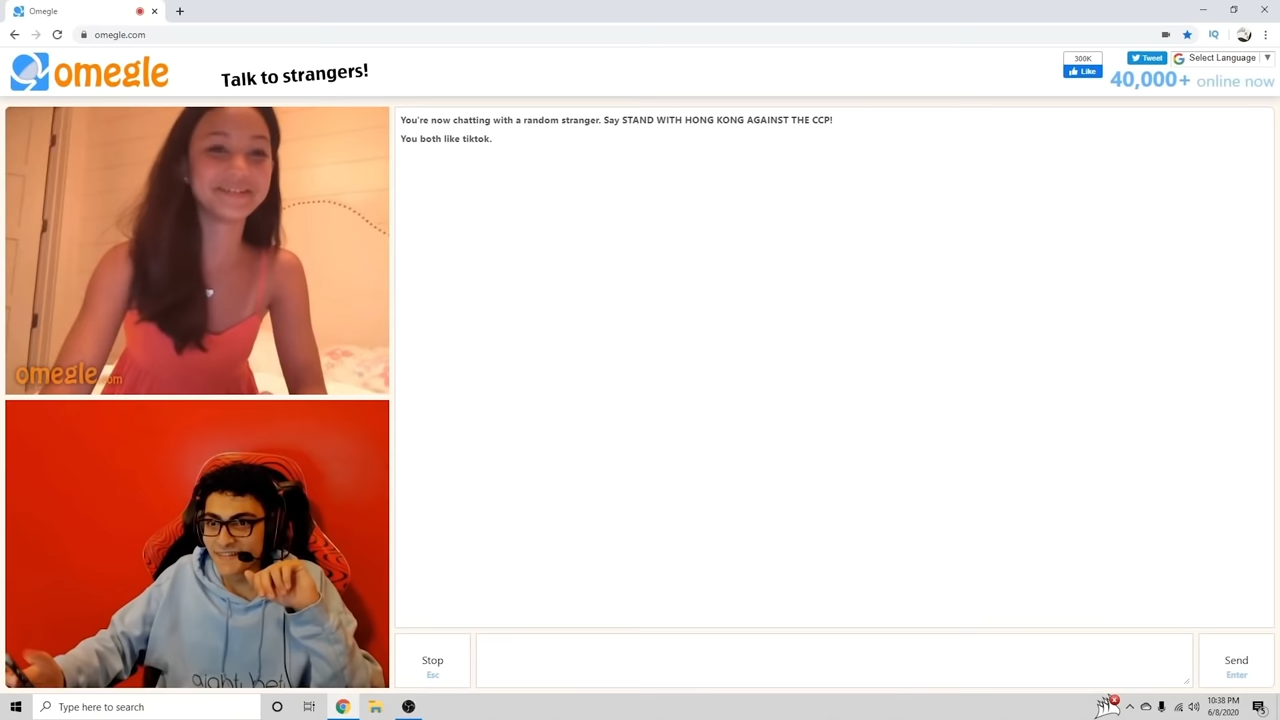 Omegle
omegle.com
omegle
Talk to strangers!
300K
Like
Tweet
Select Language
40,000+ online now
You're now chatting with a random stranger. Say STAND WITH HONG KONG AGAINST THE CCP!
You both like tiktok.
omegle.com
Stop
Esc
Send
Enter
Type here to search
10:38 PM
6/8/2020
5